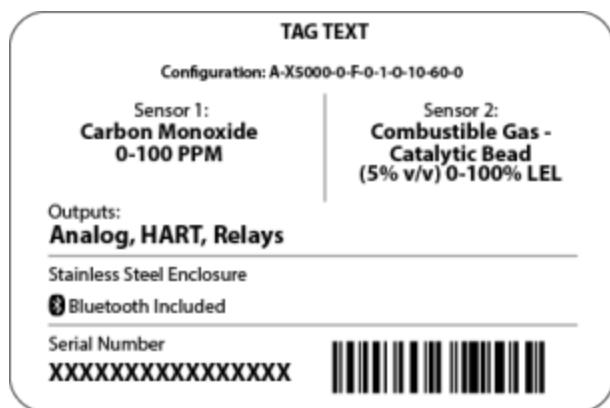 TAG TEXT
Configuration: A-X5000-0-F-0-1-0-10-60-0
Sensor 1:
Carbon Monoxide
0-100 PPM
Sensor 2:
Combustible Gas -
Catalytic Bead
(5% v/v) 0-100% LEL
Outputs:
Analog, HART, Relays
Stainless Steel Enclosure
Bluetooth Included
Serial Number
XXXXXXXXXXXXXXXX